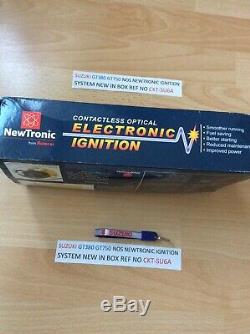 SUZUKI GT380 GT750 NOS NEWTRONIC IGNITION
SYSTEM NEW IN BOX REF NO CKT-SU6A
NewTronic
CONTACTLESS OPTICAL
ELECTRONIC
IGNITION
Smoother running
Fuel saving
Better starting
Reduced maintenance
Improved power
SUZUKI GT380 GT750 NOS NEWTRONIC IGNITION
SUZUKI
SYSTEM NEW IN BOX REF NO CKT-SU6A